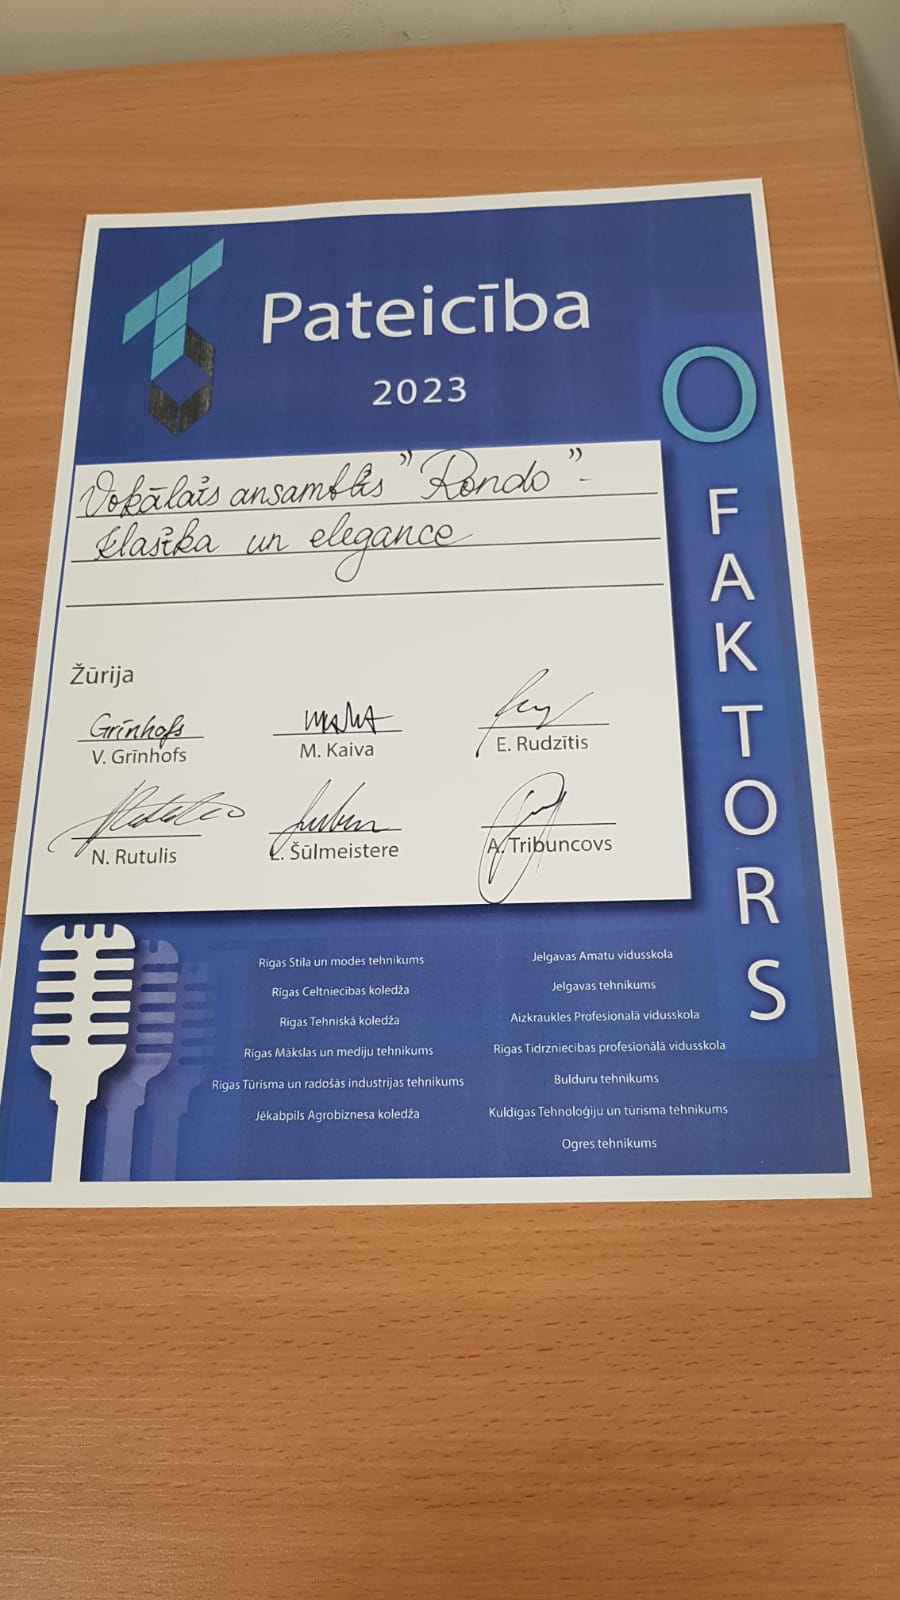 Pateicība
2023
O FAKTORS
Vokālais ansamblis "Rondo" -
klasika un elegance
Žūrija
Grīnhofs
V. Grīnhofs
M. Kaiva
E. Rudzītis
N. Rutulis
L. Šūlmeistere
A. Tribuncovs
Rīgas Stila un modes tehnikums
Rīgas Celtniecības koledža
Rīgas Tehniskā koledža
Rīgas Mākslas un mediju tehnikums
Rīgas Tūrisma un radošās industrijas tehnikums
Jēkabpils Agrobiznesa koledža
Jelgavas Amatu vidusskola
Jelgavas tehnikums
Aizkraukles Profesionālā vidusskola
Rīgas Tidrzniecības profesionālā vidusskola
Bulduru tehnikums
Kuldīgas Tehnoloģiju un tūrisma tehnikums
Ogres tehnikums